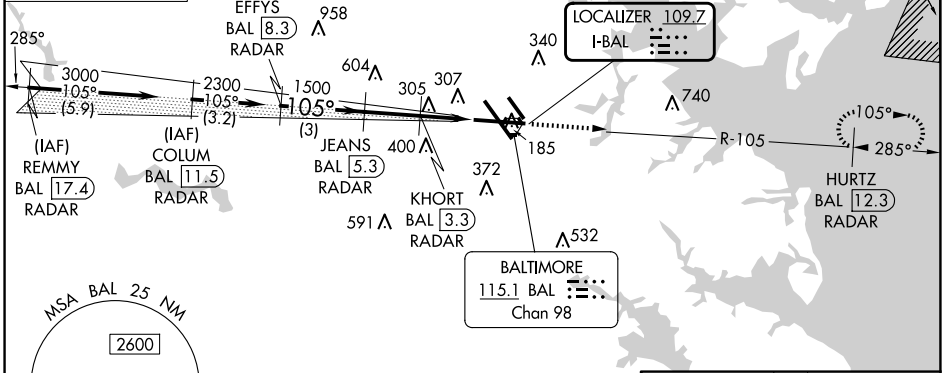 EFFYS
BAL 8.3
RADAR
958
LOCALIZER 109.7
I-BAL
340
285°
3000
105°
(5.9)
2300
105°
(3.2)
1500
105°
(3)
604
305
307
740
105°
285°
R-105
185
400
372
(IAF)
REMMY
BAL 17.4
RADAR
(IAF)
COLUM
BAL 11.5
RADAR
JEANS
BAL 5.3
RADAR
KHORT
BAL 3.3
RADAR
HURTZ
BAL 12.3
RADAR
591
532
BALTIMORE
115.1 BAL
Chan 98
MSA BAL 25 NM
2600